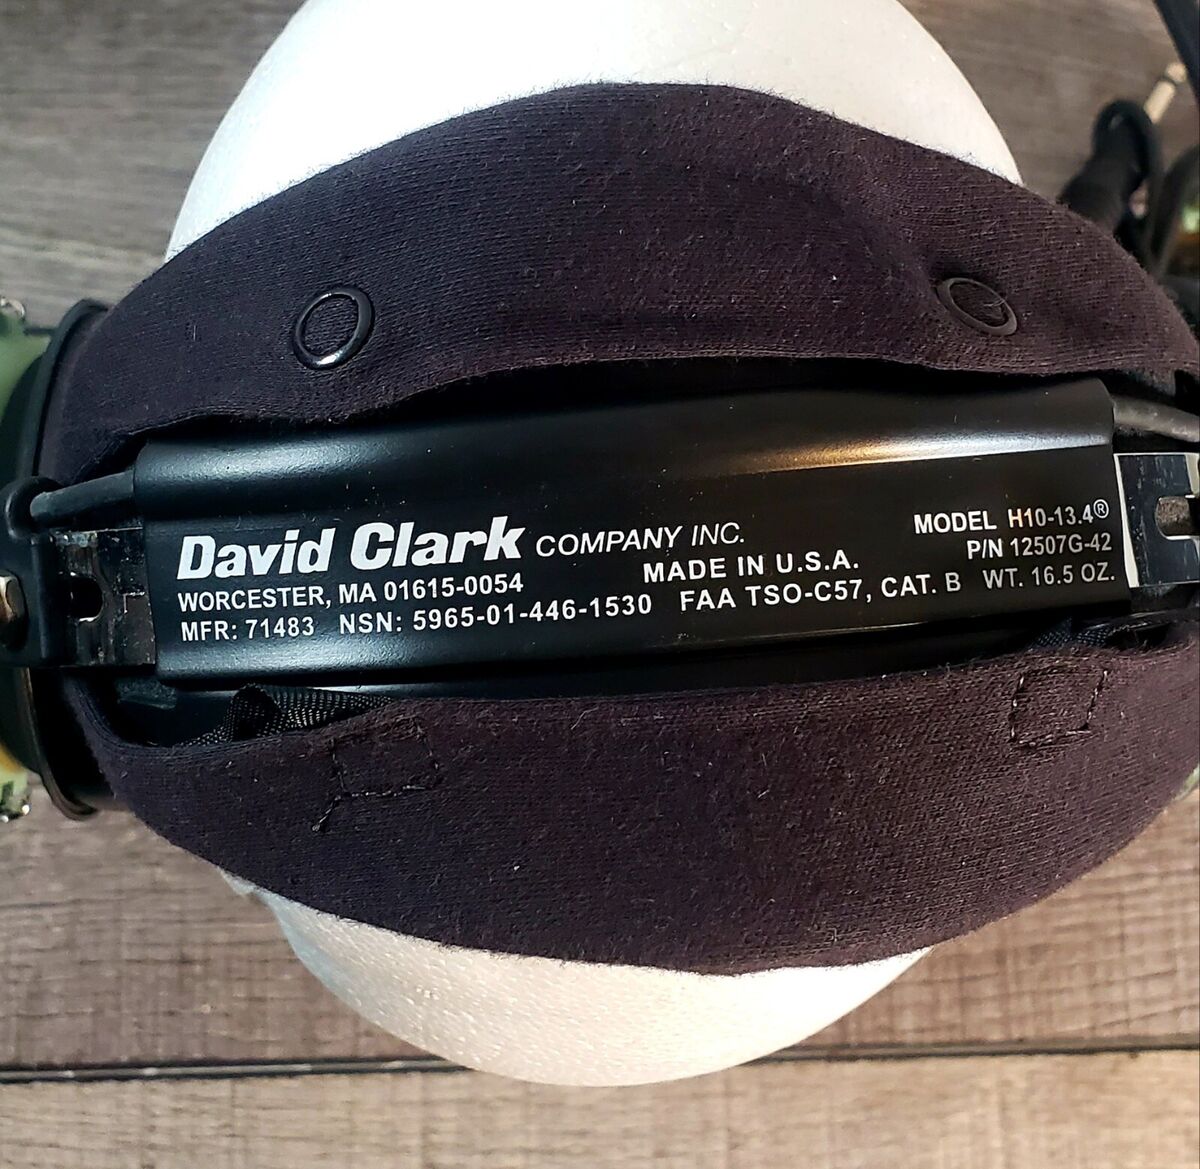 David Clark COMPANY INC.
WORCESTER, MA 01615-0054
MFR: 71483 NSN: 5965-01-446-1530
MADE IN U.S.A.
FAA TSO-C57, CAT. B
MODEL H10-13.4®
P/N 12507G-42
WT. 16.5 OZ.